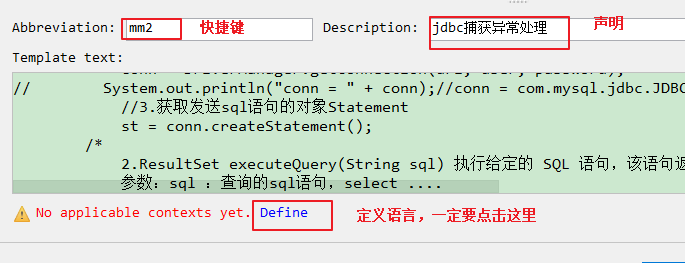 Abbreviation: mm2 快捷键 Description: jdbc捕获异常处理 声明
Template text:
// System.out.println("conn = " + conn);//conn = com.mysql.jdbc.JDBC
//3.获取发送sql语句的对象Statement
st = conn.createStatement();
/*
2.ResultSet executeQuery(String sql) 执行给定的 SQL 语句，该语句返
参数：sql ：查询的sql语句，select ....
No applicable contexts yet. Define 定义语言，一定要点击这里